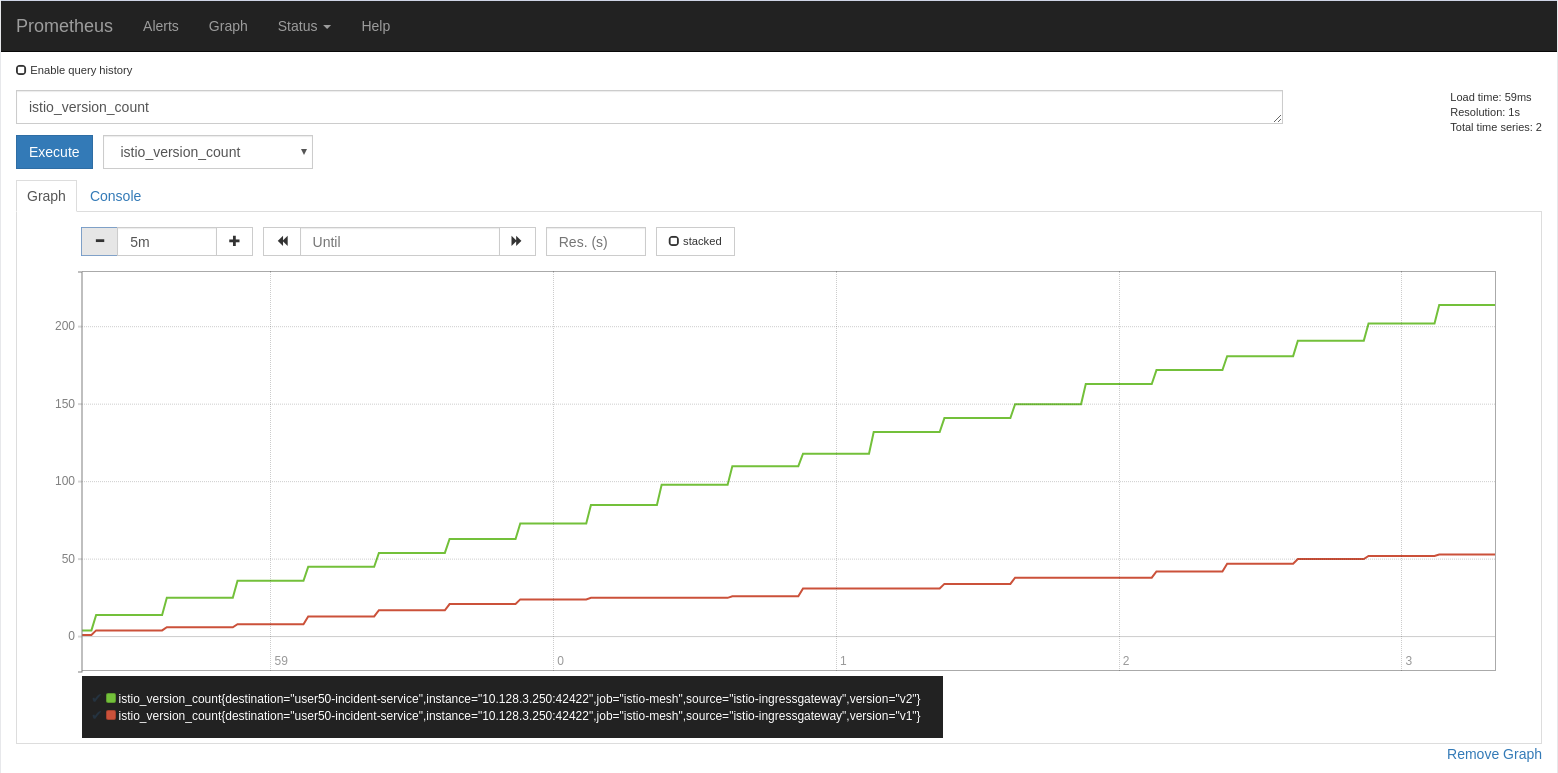 Prometheus Alerts Graph Status Help
Enable query history
istio_version_count
Load time: 59ms
Resolution: 1s
Total time series: 2
Execute istio_version_count
Graph Console
5m Until Res. (s) stacked
200
150
100
50
0
59 0 1 2 3
istio_version_count{destination="user50-incident-service",instance="10.128.3.250:42422",job="istio-mesh",source="istio-ingressgateway",version="v2"}
istio_version_count{destination="user50-incident-service",instance="10.128.3.250:42422",job="istio-mesh",source="istio-ingressgateway",version="v1"}
Remove Graph